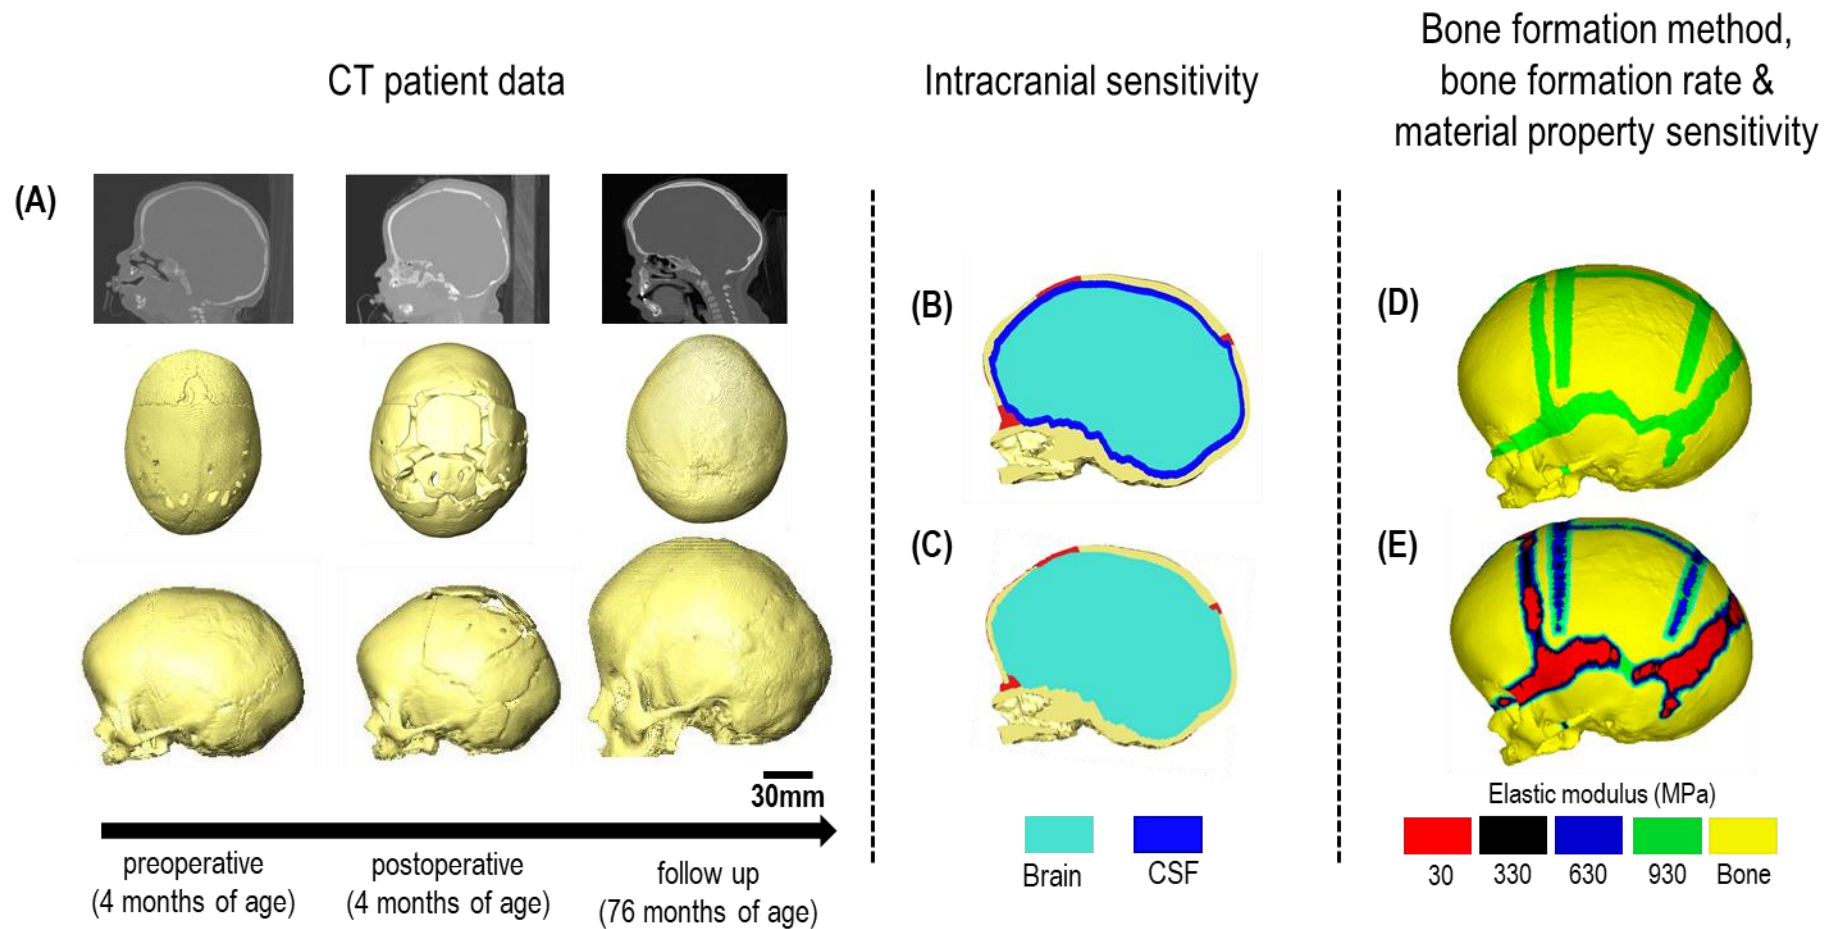 CT patient data
Intracranial sensitivity
Bone formation method,
bone formation rate &
material property sensitivity
(A)
(B)
(C)
(D)
(E)
30mm
preoperative
(4 months of age)
postoperative
(4 months of age)
follow up
(76 months of age)
Brain
CSF
Elastic modulus (MPa)
30
330
630
930
Bone